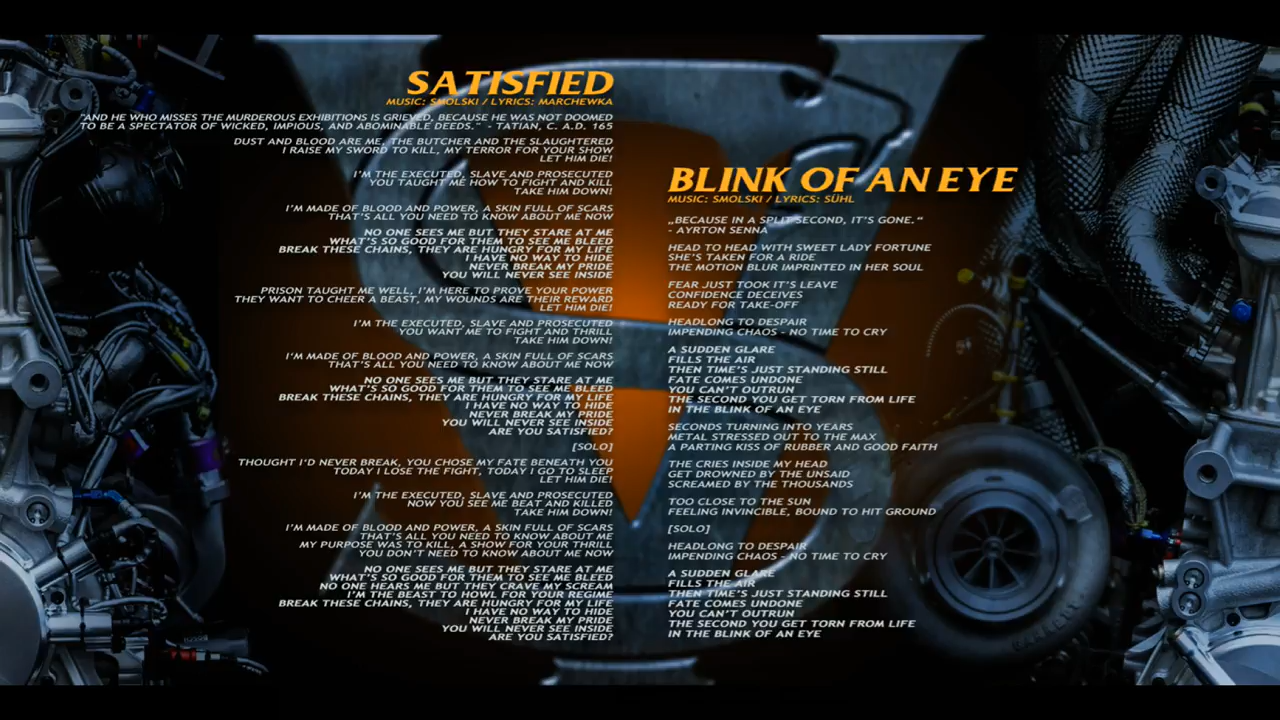 SATISFIED
MUSIC: SMOLSKI / LYRICS: MARCHEWKA
"AND HE WHO MISSES THE MURDEROUS EXHIBITIONS IS GRIEVED, BECAUSE HE WAS NOT DOOMED
TO BE A SPECTATOR OF WICKED, IMPIOUS, AND ABOMINABLE DEEDS." - TATIAN, C. A.D. 165
DUST AND BLOOD ARE ME, THE BUTCHER AND THE SLAUGHTERED
I RAISE MY SWORD TO KILL, MY TERROR FOR YOUR SHOW
LET HIM DIE!
I'M THE EXECUTED, SLAVE AND PROSECUTED
YOU TAUGHT ME HOW TO FIGHT AND KILL
TAKE HIM DOWN!
I'M MADE OF BLOOD AND POWER, A SKIN FULL OF SCARS
THAT'S ALL YOU NEED TO KNOW ABOUT ME NOW
NO ONE SEES ME BUT THEY STARE AT ME
WHAT'S SO GOOD FOR THEM TO SEE ME BLEED
BREAK THESE CHAINS, THEY ARE HUNGRY FOR MY LIFE
I HAVE NO WAY TO HIDE
NEVER BREAK MY PRIDE
YOU WILL NEVER SEE INSIDE
PRISON TAUGHT ME WELL, I'M HERE TO PROVE YOUR POWER
THEY WANT TO CHEER A BEAST, MY WOUNDS ARE THEIR REWARD
LET HIM DIE!
I'M THE EXECUTED, SLAVE AND PROSECUTED
YOU WANT ME TO FIGHT AND THRILL
TAKE HIM DOWN!
I'M MADE OF BLOOD AND POWER, A SKIN FULL OF SCARS
THAT'S ALL YOU NEED TO KNOW ABOUT ME NOW
NO ONE SEES ME BUT THEY STARE AT ME
WHAT'S SO GOOD FOR THEM TO SEE ME BLEED
BREAK THESE CHAINS, THEY ARE HUNGRY FOR MY LIFE
I HAVE NO WAY TO HIDE
NEVER BREAK MY PRIDE
YOU WILL NEVER SEE INSIDE
ARE YOU SATISFIED?
[SOLO]
THOUGHT I'D NEVER BREAK, YOU CHOSE MY FATE BENEATH YOU
TODAY I LOSE THE FIGHT, TODAY I GO TO SLEEP
LET HIM DIE!
I'M THE EXECUTED, SLAVE AND PROSECUTED
NOW YOU SEE ME BEAT AND KILLED
TAKE HIM DOWN!
I'M MADE OF BLOOD AND POWER, A SKIN FULL OF SCARS
THAT'S ALL YOU NEED TO KNOW ABOUT ME
MY PURPOSE WAS TO KILL, A SHOW FOR YOUR THRILL
YOU DON'T NEED TO KNOW ABOUT ME NOW
NO ONE SEES ME BUT THEY STARE AT ME
WHAT'S SO GOOD FOR THEM TO SEE ME BLEED
NO ONE HEARS ME BUT THEY CRAVE MY SCREAM
I'M THE BEAST TO HOWL FOR YOUR REGIME
BREAK THESE CHAINS, THEY ARE HUNGRY FOR MY LIFE
I HAVE NO WAY TO HIDE
NEVER BREAK MY PRIDE
YOU WILL NEVER SEE INSIDE
ARE YOU SATISFIED?
BLINK OF AN EYE
MUSIC: SMOLSKI / LYRICS: SÜHL
„BECAUSE IN A SPLIT SECOND, IT'S GONE.“
- AYRTON SENNA
HEAD TO HEAD WITH SWEET LADY FORTUNE
SHE'S TAKEN FOR A RIDE
THE MOTION BLUR IMPRINTED IN HER SOUL
FEAR JUST TOOK IT'S LEAVE
CONFIDENCE DECEIVES
READY FOR TAKE-OFF
HEADLONG TO DESPAIR
IMPENDING CHAOS - NO TIME TO CRY
A SUDDEN GLARE
FILLS THE AIR
THEN TIME'S JUST STANDING STILL
FATE COMES UNDONE
YOU CAN'T OUTRUN
THE SECOND YOU GET TORN FROM LIFE
IN THE BLINK OF AN EYE
SECONDS TURNING INTO YEARS
METAL STRESSED OUT TO THE MAX
A PARTING KISS OF RUBBER AND GOOD FAITH
THE CRIES INSIDE MY HEAD
GET DROWNED BY THE UNSAID
SCREAMED BY THE THOUSANDS
TOO CLOSE TO THE SUN
FEELING INVINCIBLE, BOUND TO HIT GROUND
[SOLO]
HEADLONG TO DESPAIR
IMPENDING CHAOS - NO TIME TO CRY
A SUDDEN GLARE
FILLS THE AIR
THEN TIME'S JUST STANDING STILL
FATE COMES UNDONE
YOU CAN'T OUTRUN
THE SECOND YOU GET TORN FROM LIFE
IN THE BLINK OF AN EYE